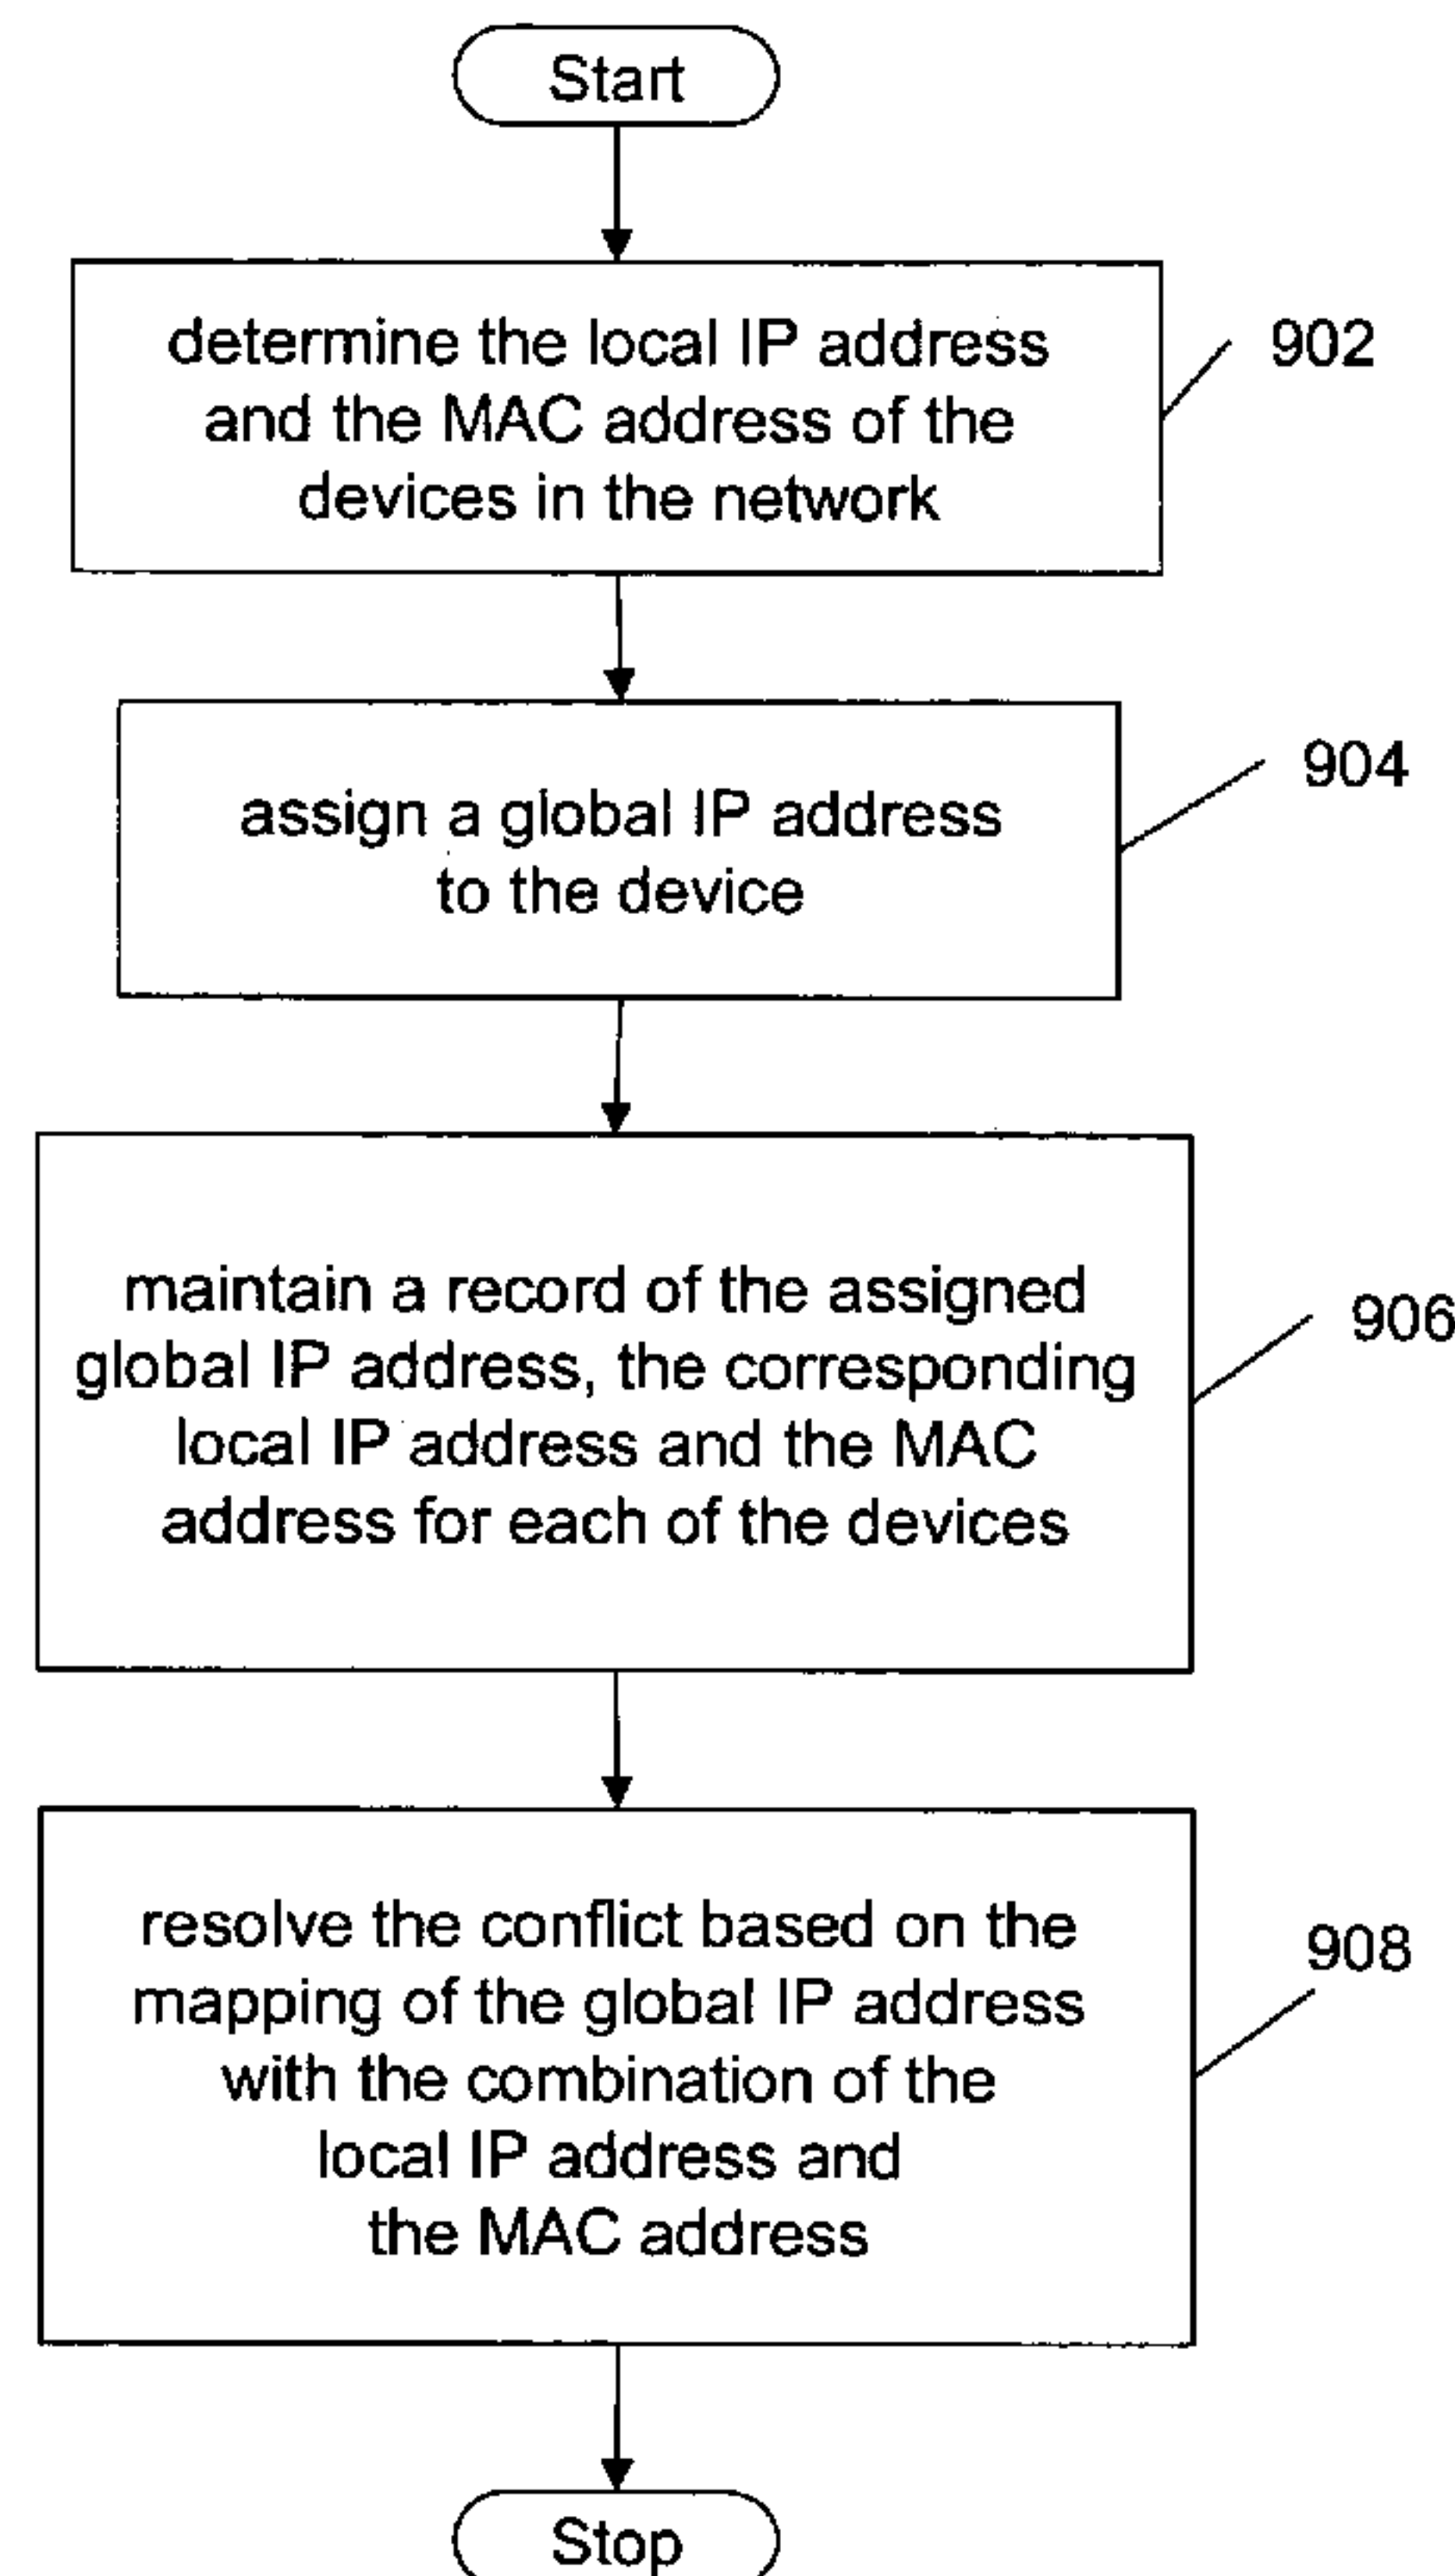 Start
determine the local IP address
and the MAC address of the
devices in the network
902
assign a global IP address
to the device
904
maintain a record of the assigned
global IP address, the corresponding
local IP address and the MAC
address for each of the devices
906
resolve the conflict based on the
mapping of the global IP address
with the combination of the
local IP address and
the MAC address
908
Stop